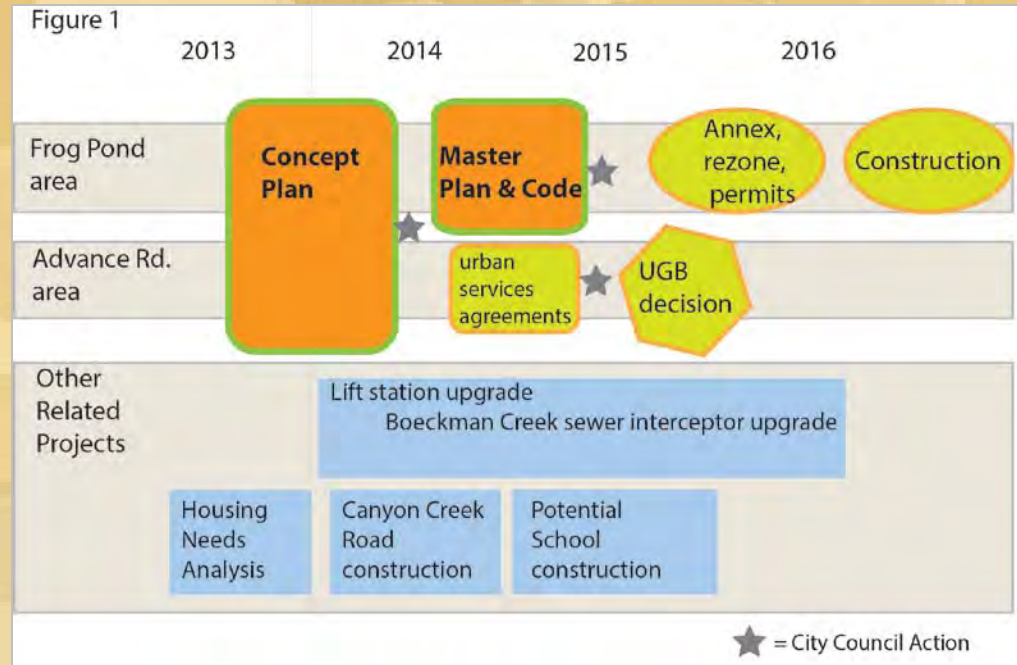 Figure 1
2013 2014 2015 2016
Frog Pond
area
Concept
Plan
Master
Plan & Code
Annex,
rezone,
permits
Construction
Advance Rd.
area
urban
services
agreements
UGB
decision
Other
Related
Projects
Lift station upgrade
Boeckman Creek sewer interceptor upgrade
Housing
Needs
Analysis
Canyon Creek
Road
construction
Potential
School
construction
= City Council Action